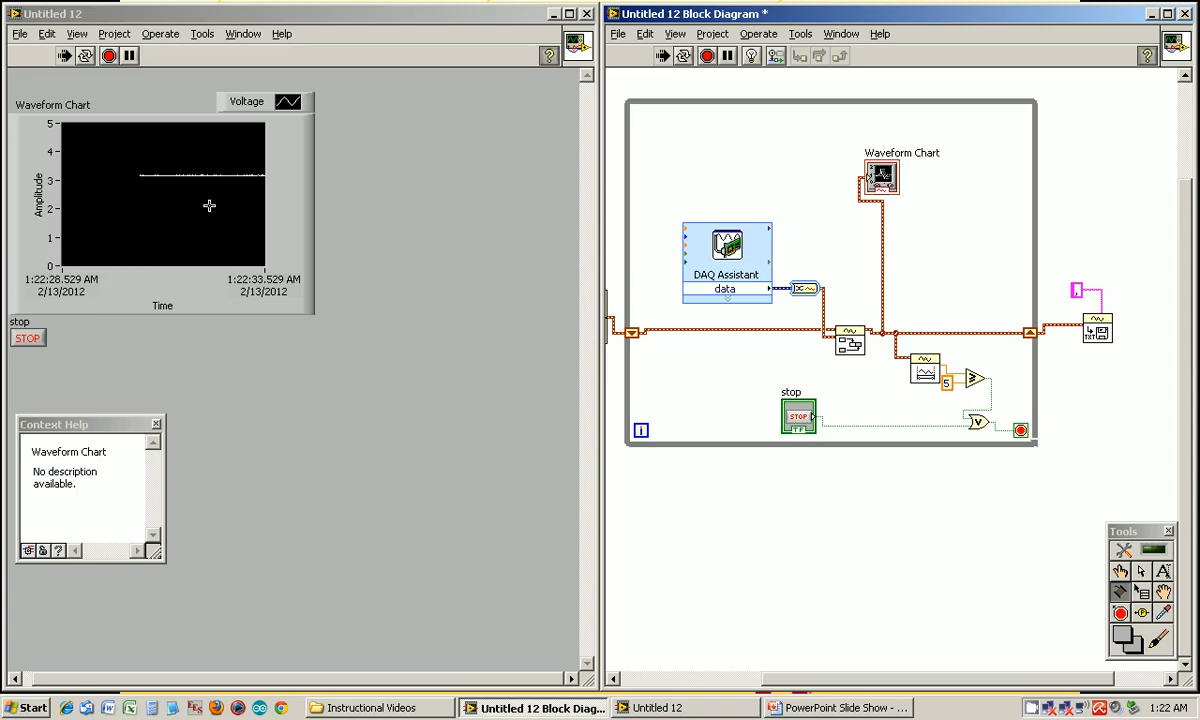 Untitled 12
File Edit View Project Operate Tools Window Help
Waveform Chart
Voltage
5
4
3
2
1
0
Amplitude
1:22:28.529 AM
2/13/2012
1:22:33.529 AM
2/13/2012
Time
stop
STOP
Context Help
Waveform Chart
No description
available.
Untitled 12 Block Diagram *
File Edit View Project Operate Tools Window Help
Waveform Chart
DAQ Assistant
data
TXT
5
stop
STOP
TF
i
Tools
Start
Instructional Videos
Untitled 12 Block Diag...
Untitled 12
PowerPoint Slide Show - ...
1:22 AM